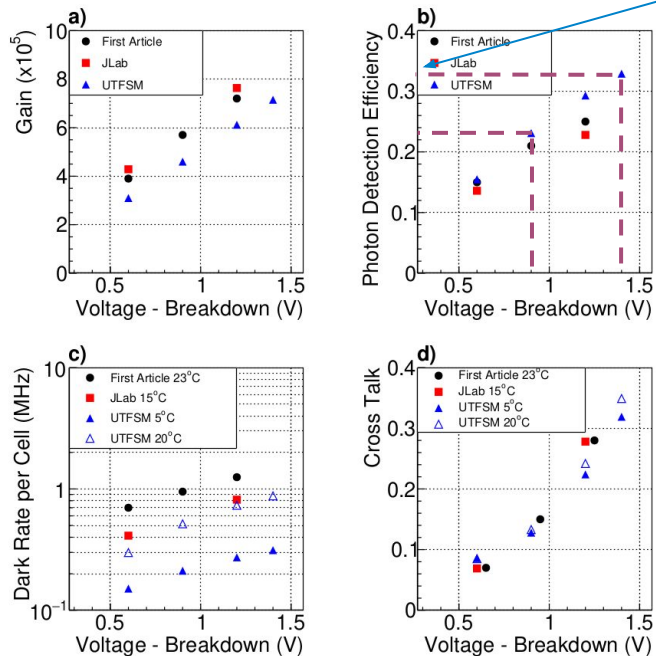 a)
First Article
JLab
UTFSM
Gain (x10⁵)
8
6
4
2
0
0.5
1
1.5
Voltage - Breakdown (V)
b)
First Article
JLab
UTFSM
Photon Detection Efficiency
0.4
0.3
0.2
0.1
0
0.5
1
1.5
Voltage - Breakdown (V)
c)
First Article 23°C
JLab 15°C
UTFSM 5°C
UTFSM 20°C
Dark Rate per Cell (MHz)
10
1
10⁻¹
0.5
1
1.5
Voltage - Breakdown (V)
d)
First Article 23°C
JLab 15°C
UTFSM 5°C
UTFSM 20°C
Cross Talk
0.4
0.3
0.2
0.1
0
0.5
1
1.5
Voltage - Breakdown (V)